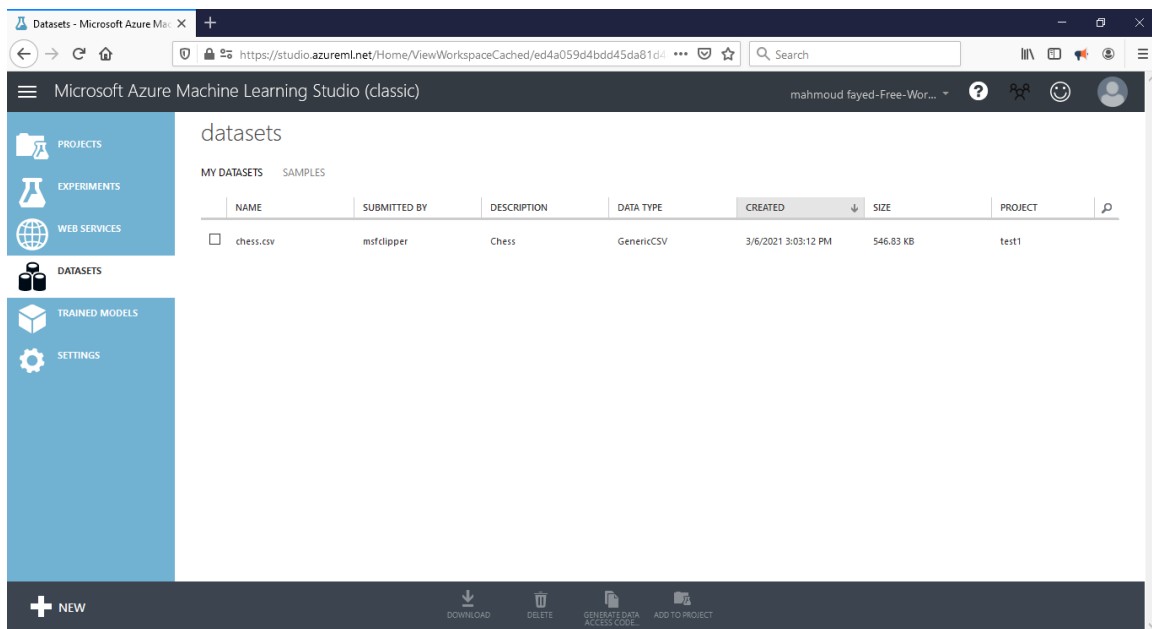 Datasets - Microsoft Azure Mac
https://studio.azureml.net/Home/ViewWorkspaceCached/ed4a059d4bdd45da81d4
Search
Microsoft Azure Machine Learning Studio (classic)
mahmoud fayed-Free-Wor...
PROJECTS
EXPERIMENTS
WEB SERVICES
DATASETS
TRAINED MODELS
SETTINGS
datasets
MY DATASETS SAMPLES
NAME SUBMITTED BY DESCRIPTION DATA TYPE CREATED SIZE PROJECT
chess.csv msfclipper Chess GenericCSV 3/6/2021 3:03:12 PM 546.83 KB test1
NEW
DOWNLOAD
DELETE
GENERATE DATA
ACCESS CODE...
ADD TO PROJECT